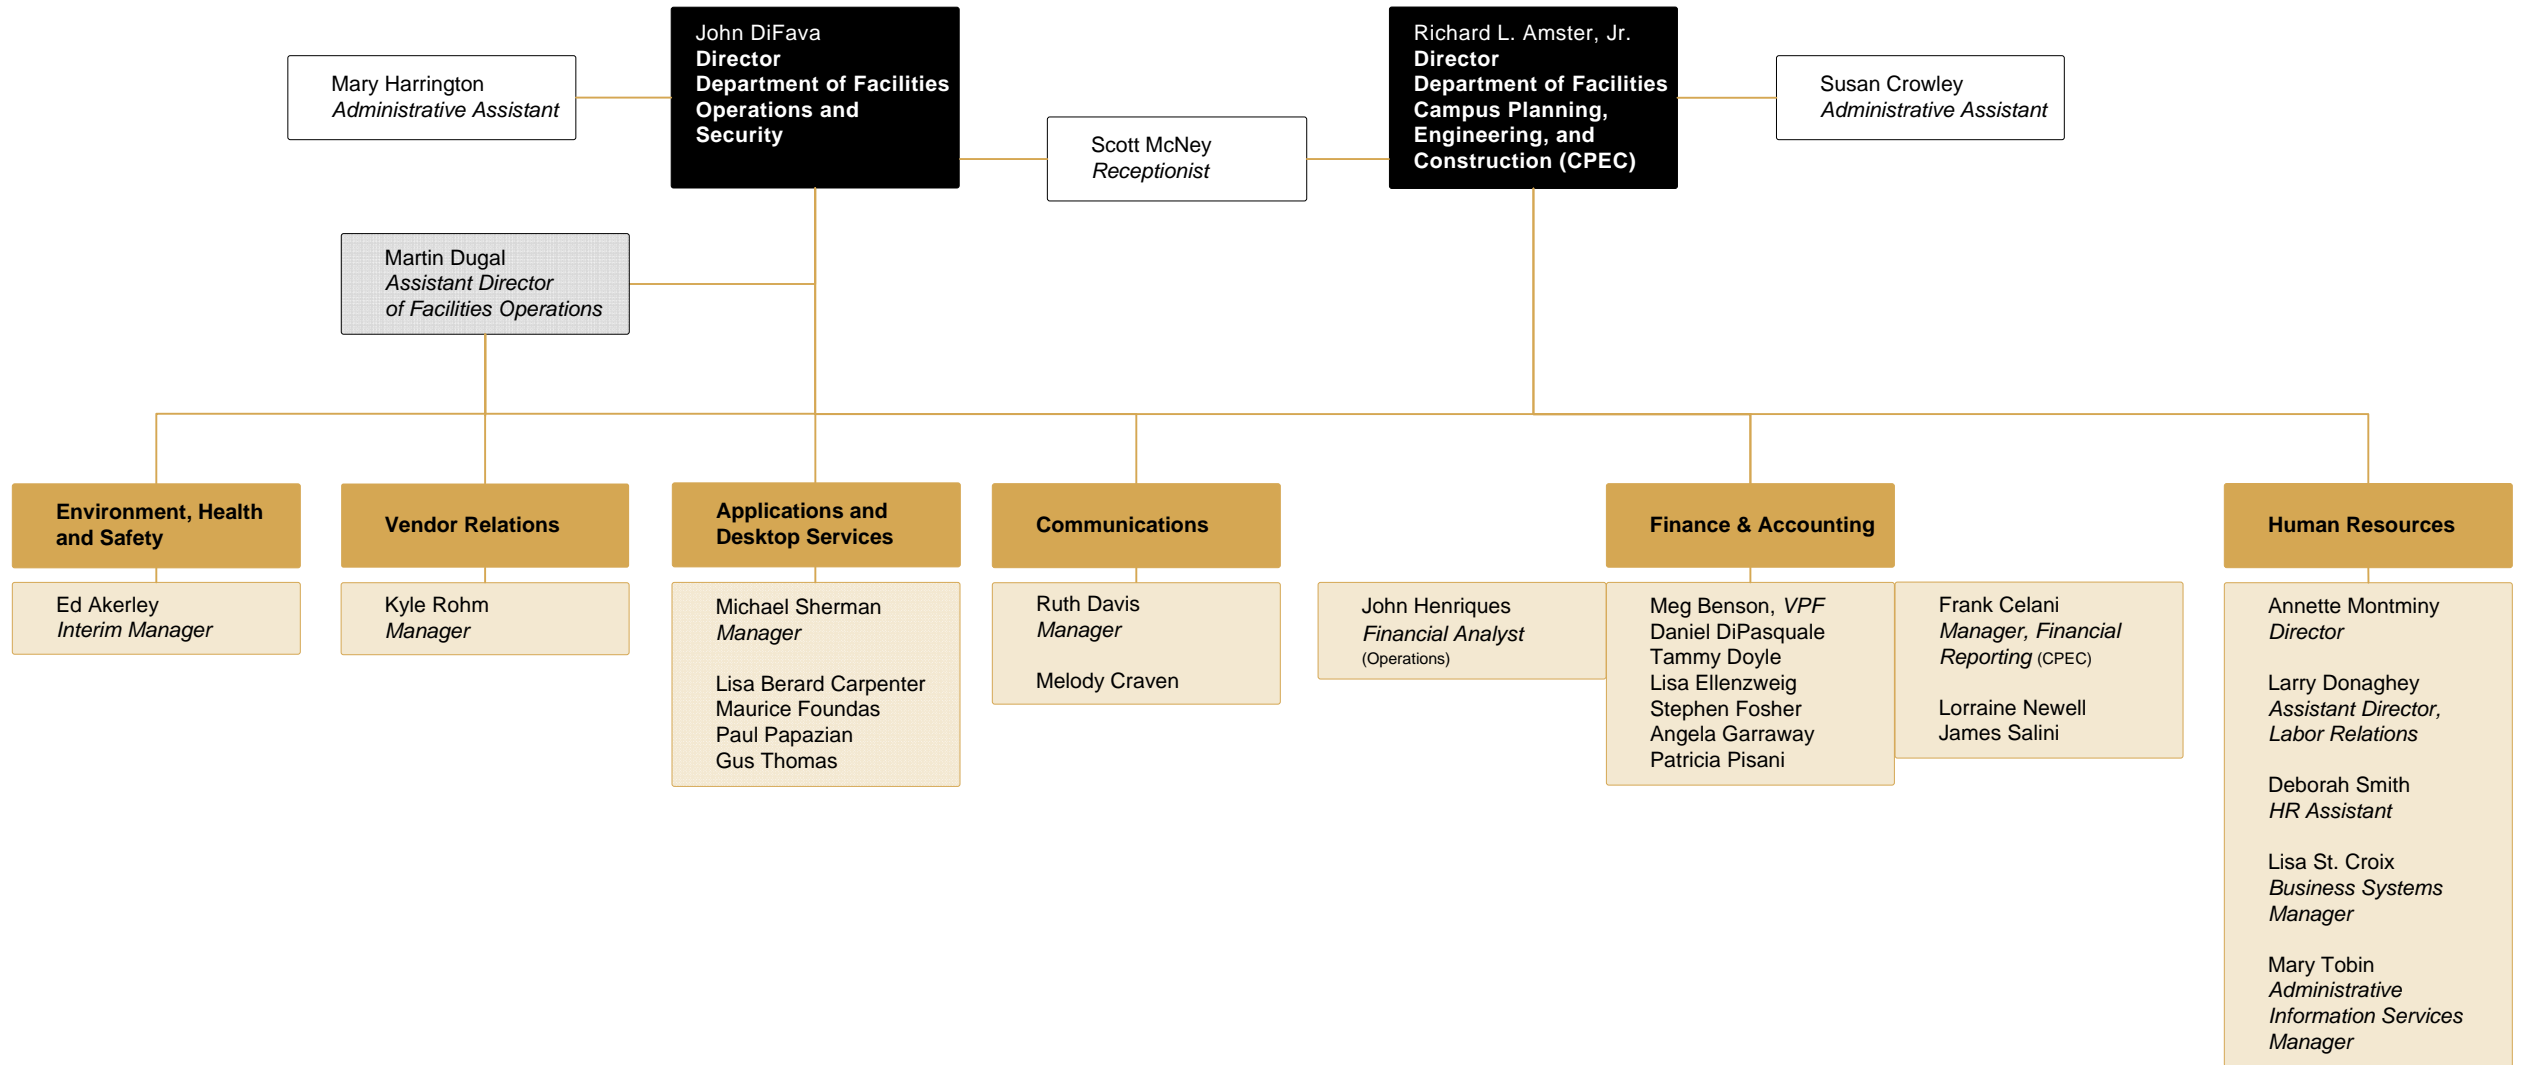 John DiFava
Director
Department of Facilities
Operations and
Security
Richard L. Amster, Jr.
Director
Department of Facilities
Campus Planning,
Engineering, and
Construction (CPEC)
Mary Harrington
Administrative Assistant
Susan Crowley
Administrative Assistant
Scott McNey
Receptionist
Martin Dugal
Assistant Director
of Facilities Operations
Environment, Health
and Safety
Ed Akerley
Interim Manager
Vendor Relations
Kyle Rohm
Manager
Applications and
Desktop Services
Michael Sherman
Manager
Lisa Berard Carpenter
Maurice Foundas
Paul Papazian
Gus Thomas
Communications
Ruth Davis
Manager
Melody Craven
Finance & Accounting
John Henriques
Financial Analyst
(Operations)
Meg Benson, VPF
Daniel DiPasquale
Tammy Doyle
Lisa Ellenzweig
Stephen Fosher
Angela Garraway
Patricia Pisani
Frank Celani
Manager, Financial
Reporting (CPEC)
Lorraine Newell
James Salini
Human Resources
Annette Montminy
Director
Larry Donaghey
Assistant Director,
Labor Relations
Deborah Smith
HR Assistant
Lisa St. Croix
Business Systems
Manager
Mary Tobin
Administrative
Information Services
Manager